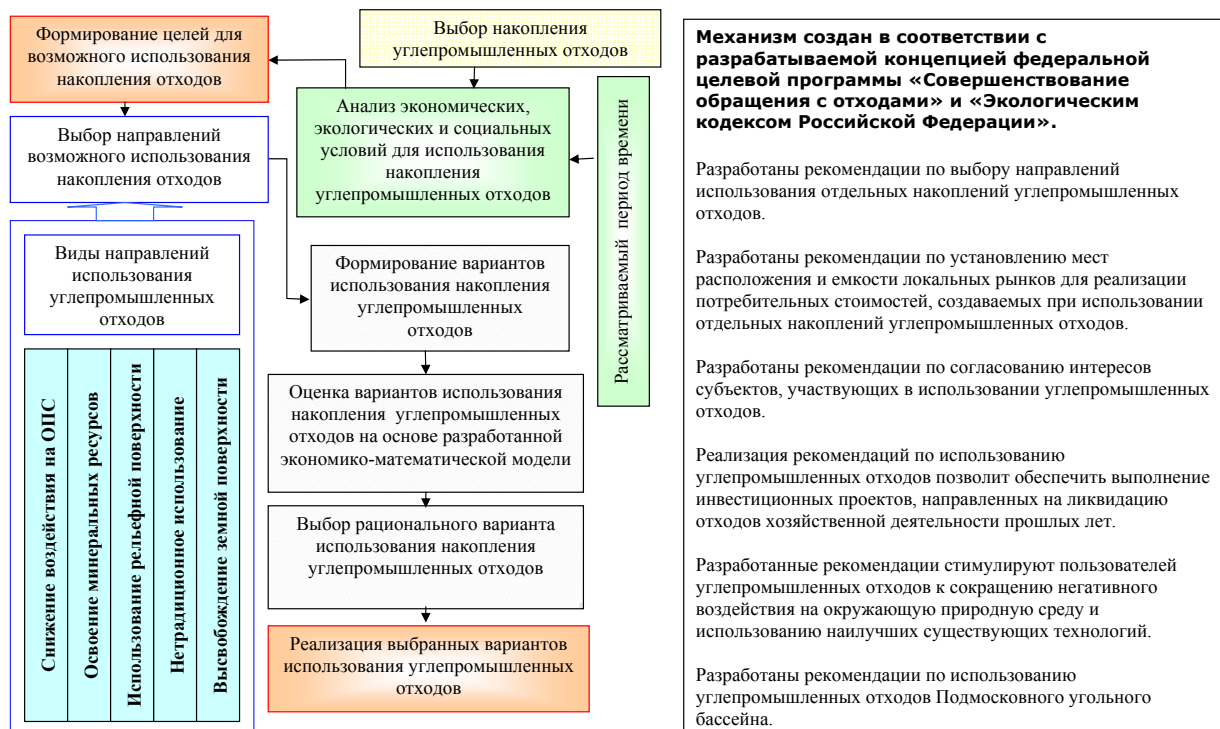 Формирование целей для
возможного использования
накопления отходов
Выбор накопления
углепромышленных отходов
Анализ экономических,
экологических и социальных
условий для использования
накопления
углепромышленных отходов
Рассматриваемый период времени
Выбор направлений
возможного использования
накопления отходов
Виды направлений
использования
углепромышленных
отходов
Снижение воздействия на ОПС
Освоение минеральных ресурсов
Использование рельефной поверхности
Нетрадиционное использование
Высвобождение земной поверхности
Формирование вариантов
использования накопления
углепромышленных
отходов
Оценка вариантов использования
накопления углепромышленных
отходов на основе разработанной
экономико-математической модели
Выбор рационального варианта
использования накопления
углепромышленных отходов
Реализация выбранных вариантов
использования углепромышленных
отходов
Механизм создан в соответствии с
разрабатываемой концепцией федеральной
целевой программы «Совершенствование
обращения с отходами» и «Экологическим
кодексом Российской Федерации».
Разработаны рекомендации по выбору направлений
использования отдельных накоплений углепромышленных
отходов.
Разработаны рекомендации по установлению мест
расположения и емкости локальных рынков для реализации
потребительных стоимостей, создаваемых при использовании
отдельных накоплений углепромышленных отходов.
Разработаны рекомендации по согласованию интересов
субъектов, участвующих в использовании углепромышленных
отходов.
Реализация рекомендаций по использованию
углепромышленных отходов позволит обеспечить выполнение
инвестиционных проектов, направленных на ликвидацию
отходов хозяйственной деятельности прошлых лет.
Разработанные рекомендации стимулируют пользователей
углепромышленных отходов к сокращению негативного
воздействия на окружающую природную среду и
использованию наилучших существующих технологий.
Разработаны рекомендации по использованию
углепромышленных отходов Подмосковного угольного
бассейна.